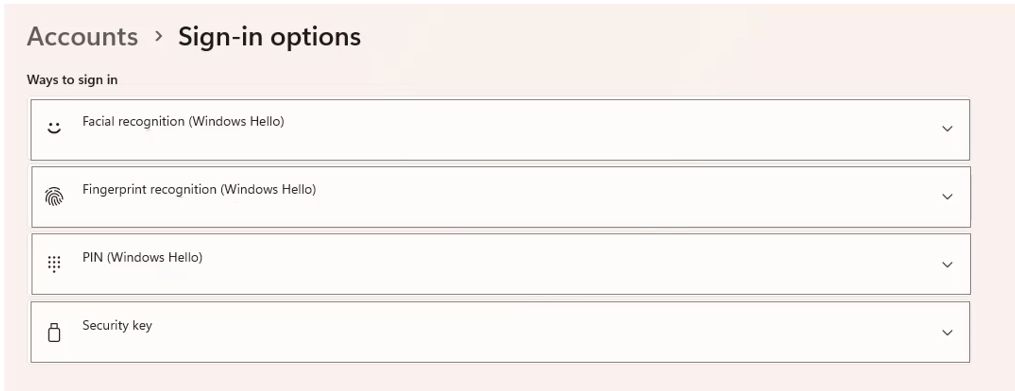 Accounts > Sign-in options
Ways to sign in
Facial recognition (Windows Hello)
Fingerprint recognition (Windows Hello)
PIN (Windows Hello)
Security key